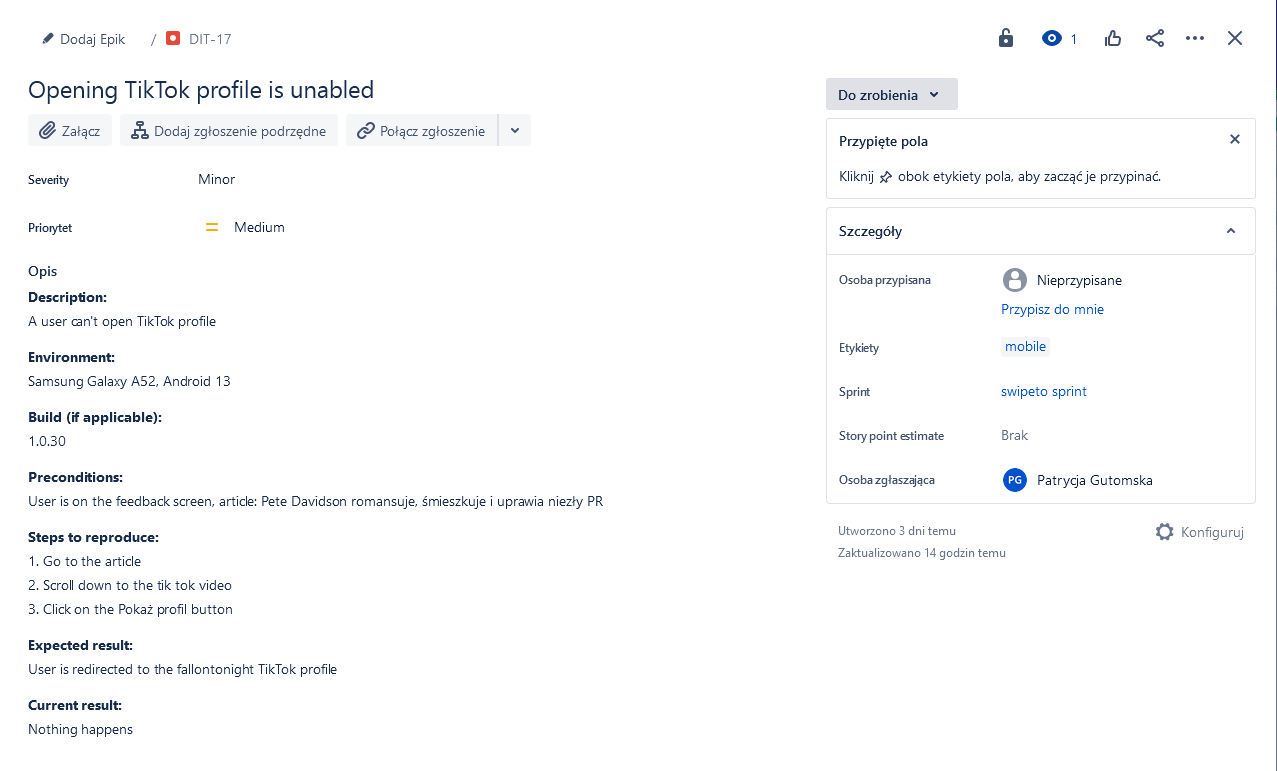 Dodaj Epik / DIT-17
1
Opening TikTok profile is unabled
Załącz
Dodaj zgłoszenie podrzędne
Połącz zgłoszenie
Severity Minor
Priorytet Medium
Opis
Description:
A user can't open TikTok profile
Environment:
Samsung Galaxy A52, Android 13
Build (if applicable):
1.0.30
Preconditions:
User is on the feedback screen, article: Pete Davidson romansuje, śmieszkuje i uprawia niezły PR
Steps to reproduce:
1. Go to the article
2. Scroll down to the tik tok video
3. Click on the Pokaż profil button
Expected result:
User is redirected to the fallontonight TikTok profile
Current result:
Nothing happens
Do zrobienia
Przypięte pola
Kliknij obok etykiety pola, aby zacząć je przypinać.
Szczegóły
Osoba przypisana Nieprzypisane
Przypisz do mnie
Etykiety mobile
Sprint swipeto sprint
Story point estimate Brak
Osoba zgłaszająca PG Patrycja Gutomska
Utworzono 3 dni temu
Zaktualizowano 14 godzin temu
Konfiguruj